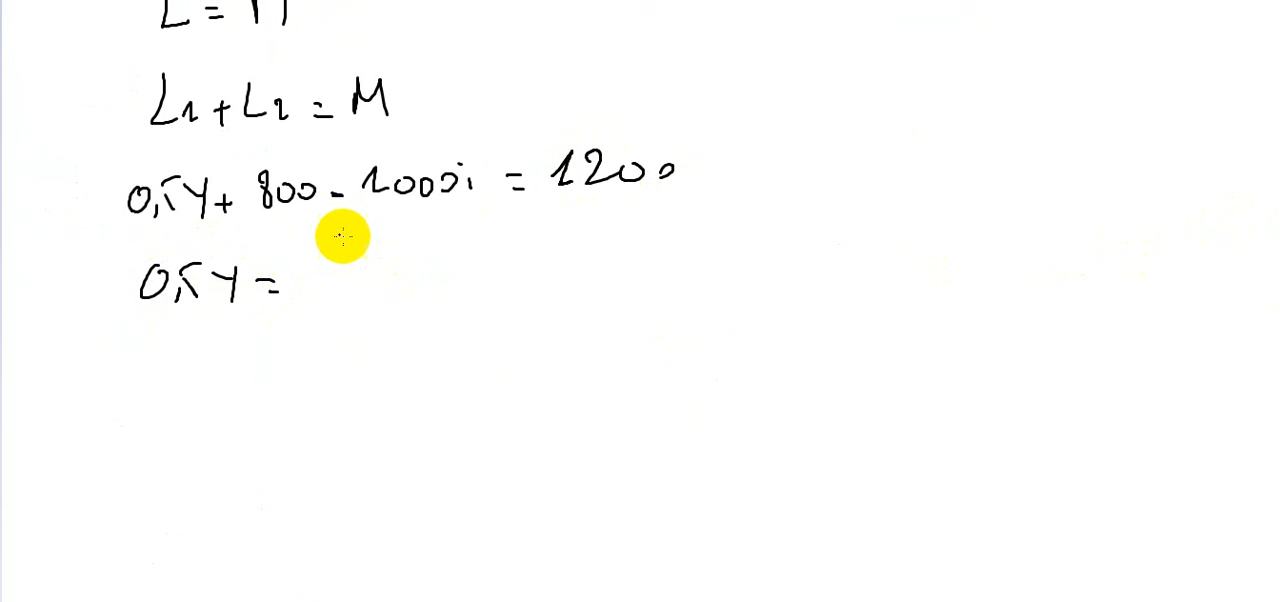 L = M
L1 + L2 = M
0,5Y + 800 - 1000i = 1200
0,5Y =